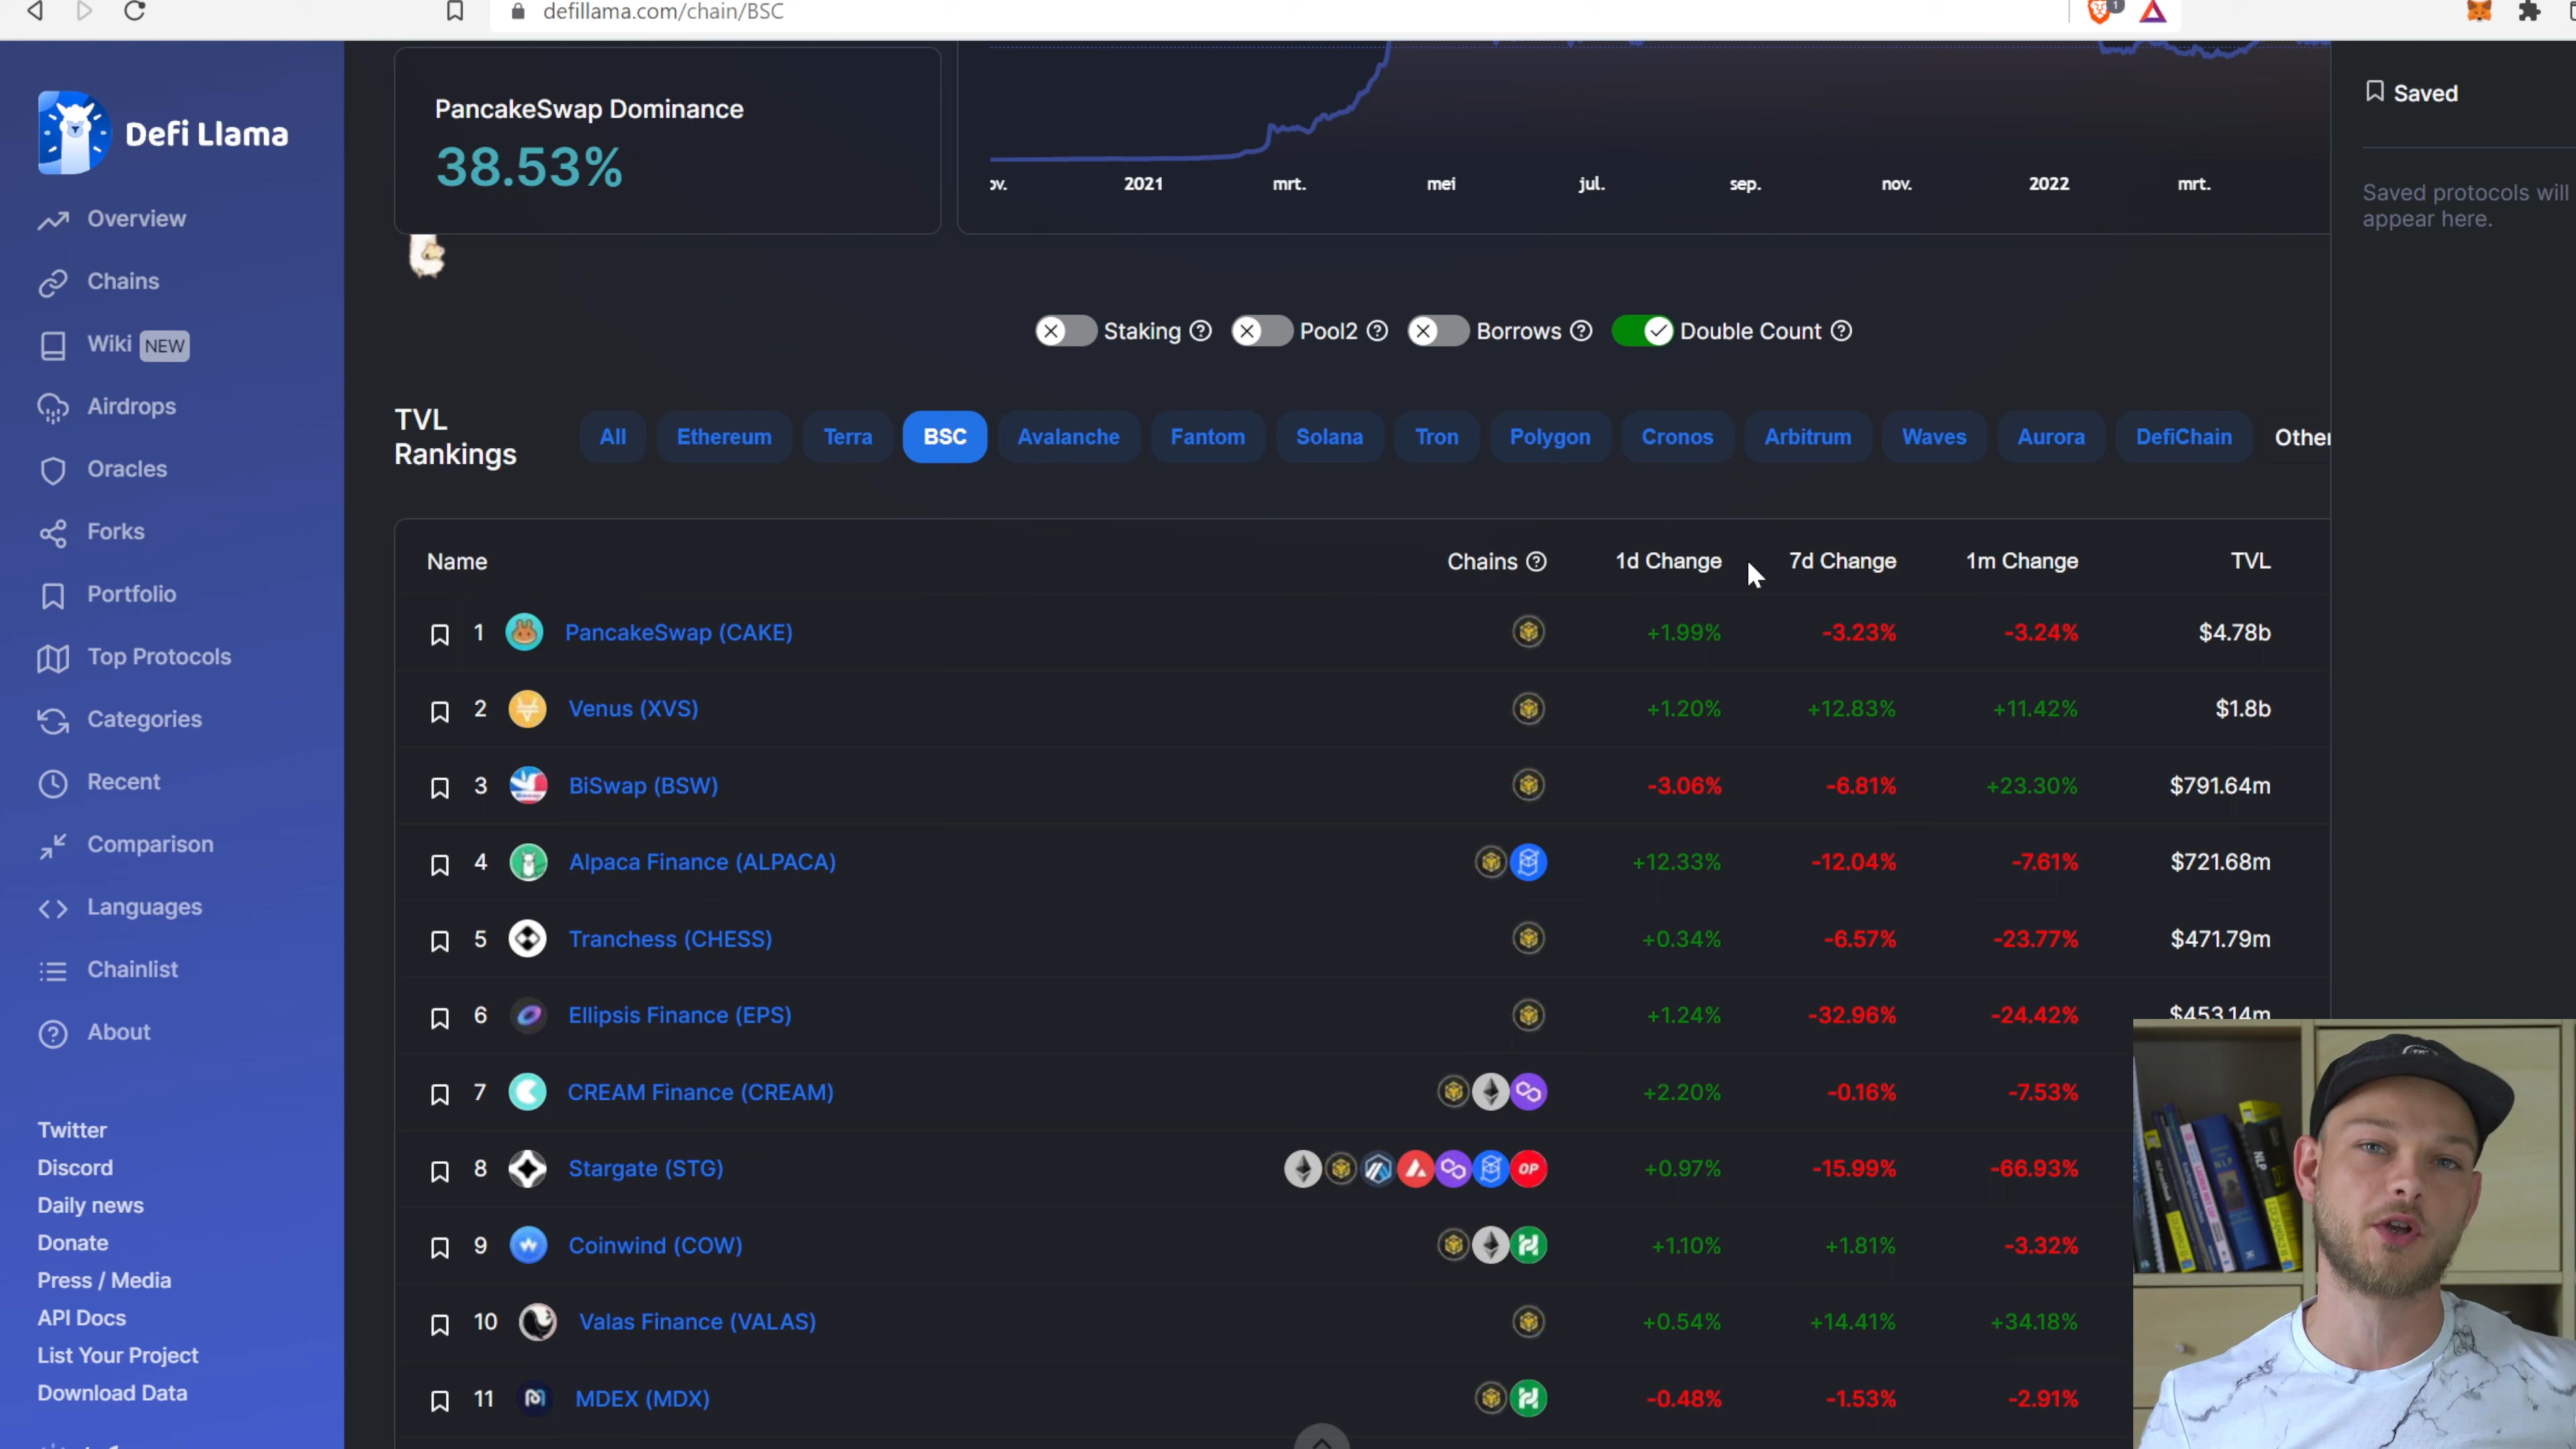 defillama.com/chain/BSC
1
Defi Llama
Overview
Chains
Wiki NEW
Airdrops
Oracles
Forks
Portfolio
Top Protocols
Categories
Recent
Comparison
Languages
Chainlist
About
Twitter
Discord
Daily news
Donate
Press / Media
API Docs
List Your Project
Download Data
PancakeSwap Dominance
38.53%
ov. 2021 mrt. mei jul. sep. nov. 2022 mrt.
Saved
Saved protocols will
appear here.
Staking Pool2 Borrows Double Count
TVL
Rankings
All Ethereum Terra BSC Avalanche Fantom Solana Tron Polygon Cronos Arbitrum Waves Aurora DefiChain Other
Name Chains 1d Change 7d Change 1m Change TVL
1 PancakeSwap (CAKE) +1.99% -3.23% -3.24% $4.78b
2 Venus (XVS) +1.20% +12.83% +11.42% $1.8b
3 BiSwap (BSW) -3.06% -6.81% +23.30% $791.64m
4 Alpaca Finance (ALPACA) +12.33% -12.04% -7.61% $721.68m
5 Tranchess (CHESS) +0.34% -6.57% -23.77% $471.79m
6 Ellipsis Finance (EPS) +1.24% -32.96% -24.42% $453.14m
7 CREAM Finance (CREAM) +2.20% -0.16% -7.53%
8 Stargate (STG) OP +0.97% -15.99% -66.93%
9 Coinwind (COW) +1.10% +1.81% -3.32%
10 Valas Finance (VALAS) +0.54% +14.41% +34.18%
11 MDEX (MDX) -0.48% -1.53% -2.91%
NLP